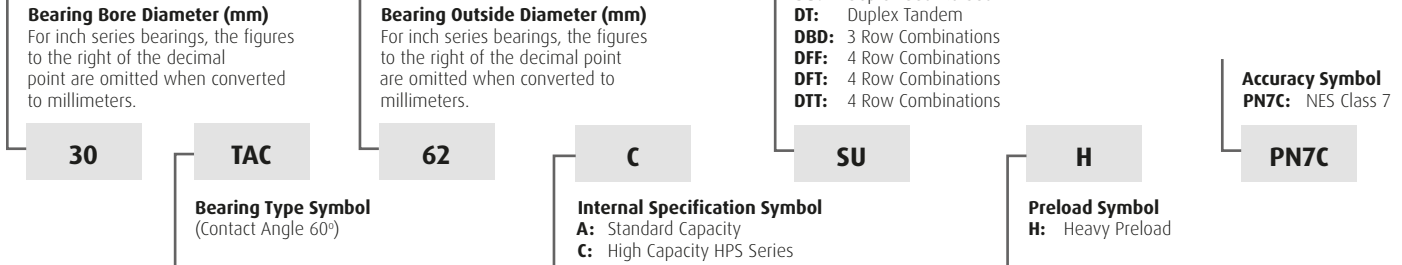 Bearing Bore Diameter (mm)
For inch series bearings, the figures
to the right of the decimal
point are omitted when converted
to millimeters.
Bearing Outside Diameter (mm)
For inch series bearings, the figures
to the right of the decimal point
are omitted when converted to
millimeters.
DT: Duplex Tandem
DBD: 3 Row Combinations
DFF: 4 Row Combinations
DFT: 4 Row Combinations
DTT: 4 Row Combinations
Accuracy Symbol
PN7C: NES Class 7
30
TAC
62
C
SU
H
PN7C
Bearing Type Symbol
(Contact Angle 60º)
Internal Specification Symbol
A: Standard Capacity
C: High Capacity HPS Series
Preload Symbol
H: Heavy Preload